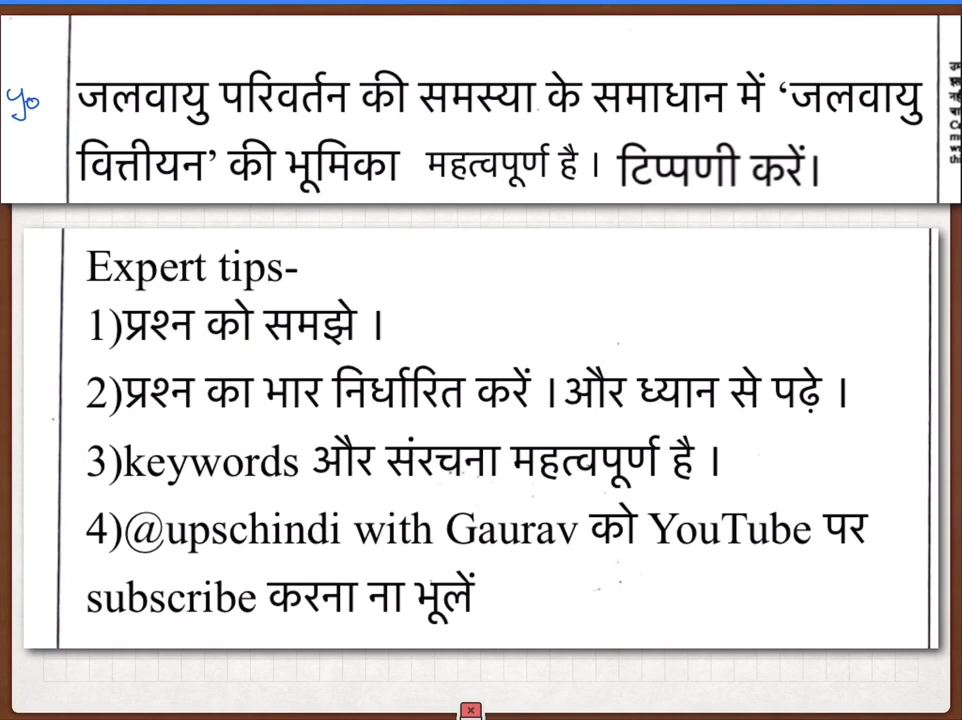 जलवायु परिवर्तन की समस्या के समाधान में ‘जलवायु
वित्तीयन’ की भूमिका महत्वपूर्ण है । टिप्पणी करें।
Expert tips-
1)प्रश्न को समझे ।
2)प्रश्न का भार निर्धारित करें ।और ध्यान से पढ़े ।
3)keywords और संरचना महत्वपूर्ण है ।
4)@upschindi with Gaurav को YouTube पर
subscribe करना ना भूलें